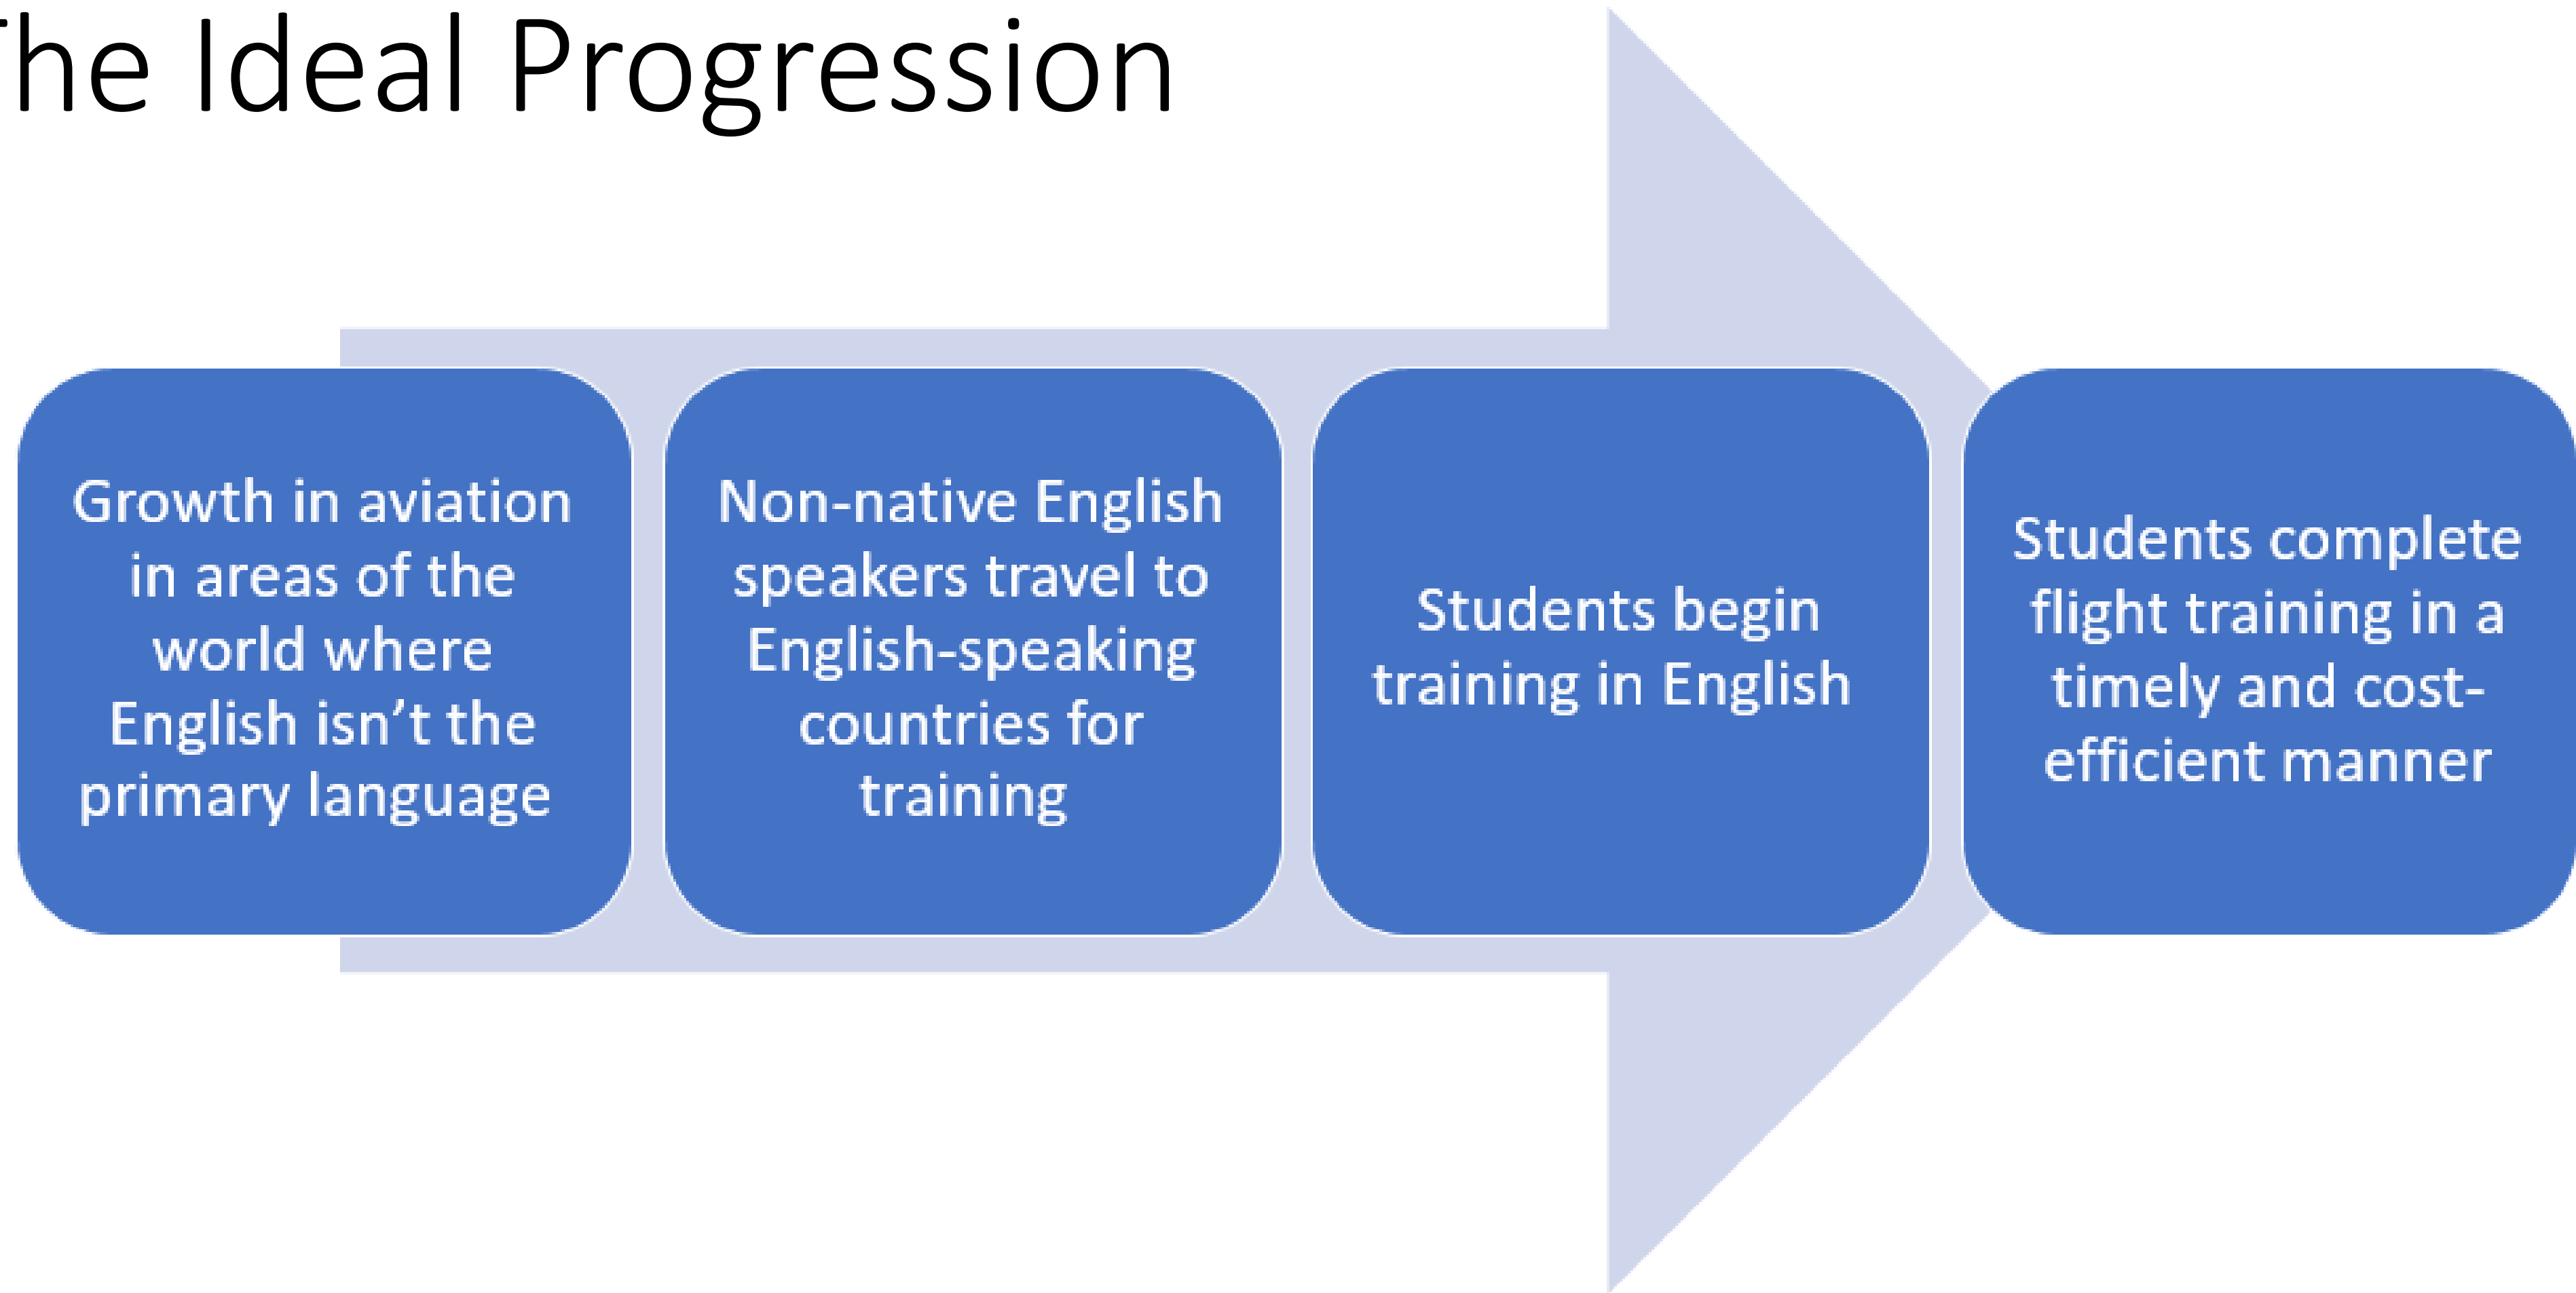 The Ideal Progression
Growth in aviation
in areas of the
world where
English isn’t the
primary language
Non-native English
speakers travel to
English-speaking
countries for
training
Students begin
training in English
Students complete
flight training in a
timely and cost-
efficient manner